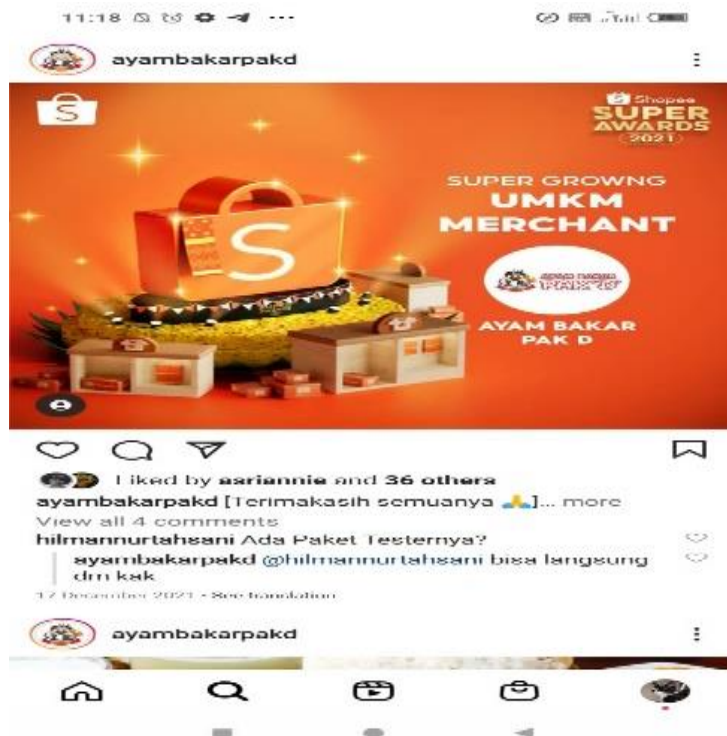 11:18
ayambakarpakd
S
Shopee
SUPER
AWARDS
2021
SUPER GROWNG
UMKM
MERCHANT
S
AYAM BAKAR
PAK D
Liked by asriannie and 36 others
ayambakarpakd [Terimakasih semuanya 🙏]... more
View all 4 comments
hilmannurtahsani Ada Paket Testernya?
ayambakarpakd @hilmannurtahsani bisa langsung
dm kak
17 December 2021 • See translation
ayambakarpakd